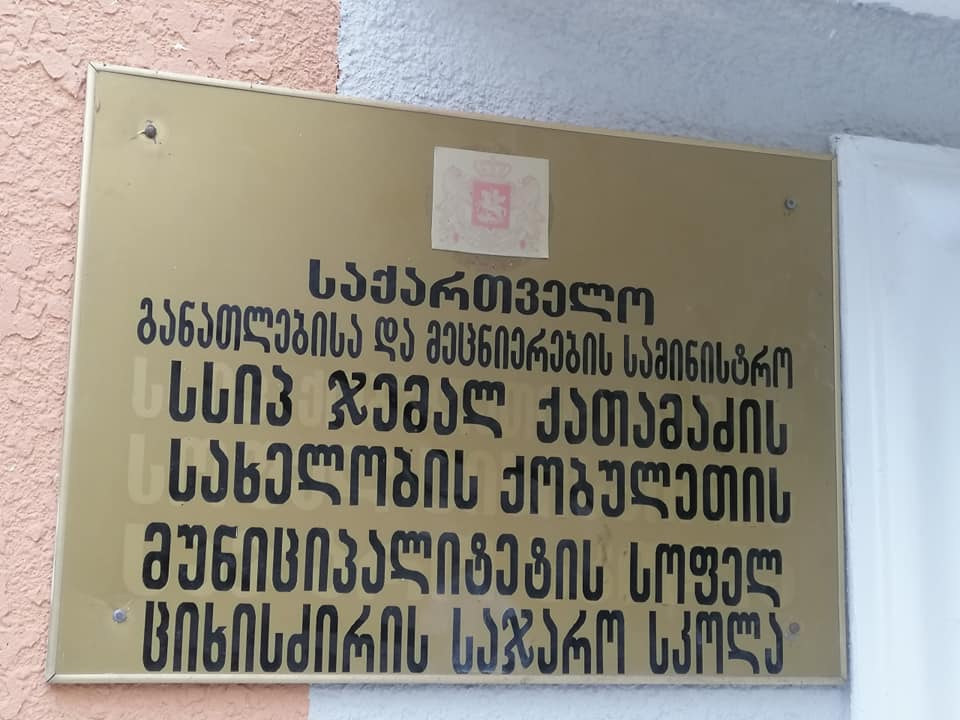 საქართველო
განათლებისა და მეცნიერების სამინისტრო
სსიპ ჯემალ ქათამაძის
სახელობის ქობულეთის
მუნიციპალიტეტის სოფელ
ციხისძირის საჯარო სკოლა